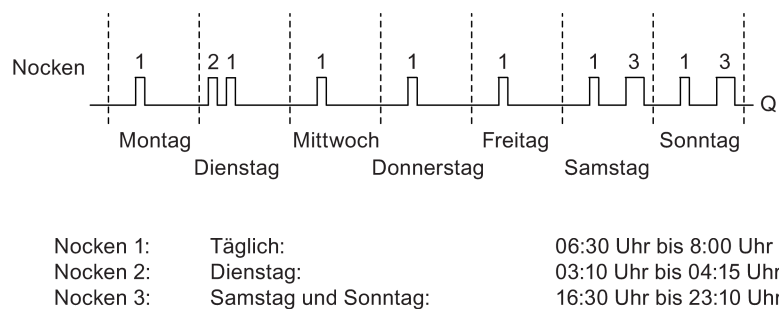 1 2 1 1 1 1 1 3 1 3
Nocken
Q
Montag Mittwoch Freitag Sonntag
Dienstag Donnerstag Samstag
Nocken 1: Täglich: 06:30 Uhr bis 8:00 Uhr
Nocken 2: Dienstag: 03:10 Uhr bis 04:15 Uhr
Nocken 3: Samstag und Sonntag: 16:30 Uhr bis 23:10 Uhr